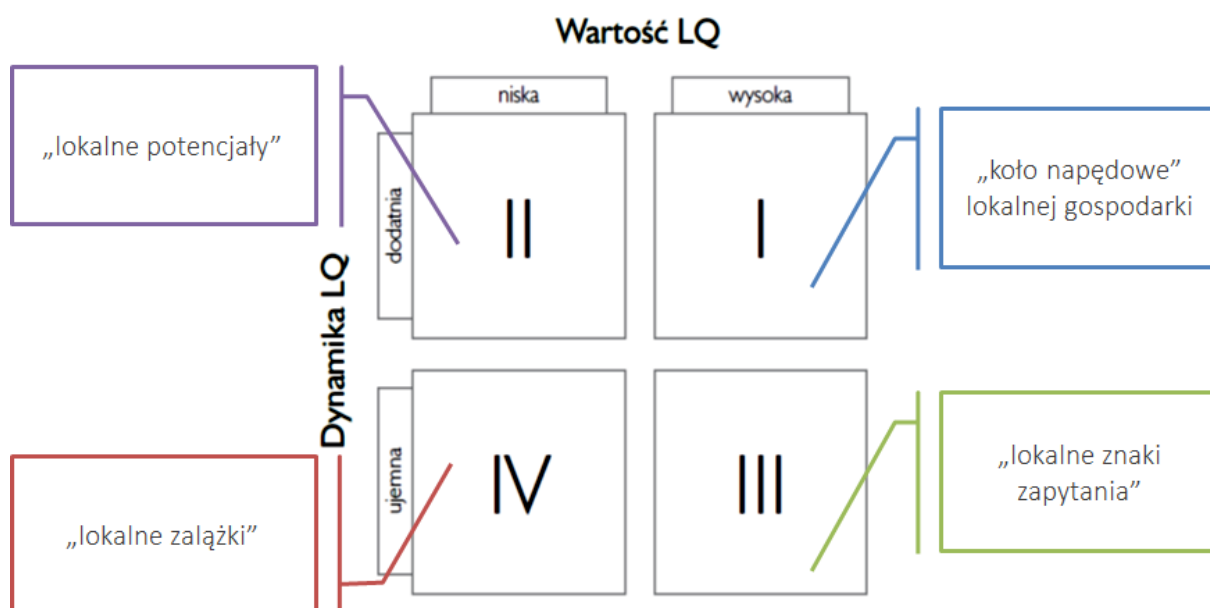 Wartość LQ
niska
wysoka
„lokalne potencjały”
dodatnia
II
I
„koło napędowe”
lokalnej gospodarki
Dynamika LQ
„lokalne zalążki”
ujemna
IV
III
„lokalne znaki
zapytania”